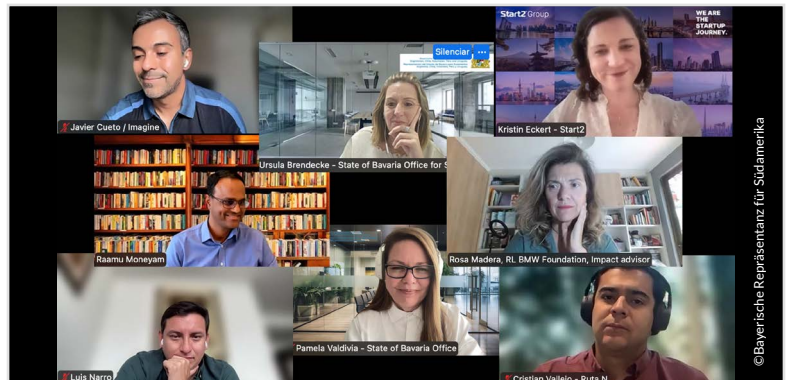 Start2 Group
WE ARE
THE
STARTUP
JOURNEY.
Silenciar ...
Javier Cueto / Imagine
Kristin Eckert - Start2
Ursula Brendecke - State of Bavaria Office for S
Raamu Moneyam
Rosa Madera, RL BMW Foundation, Impact advisor
Pamela Valdivia - State of Bavaria Office
Luis Narro
Cristian Vallejo - Ruta N
©Bayerische Repräsentanz für Südamerika